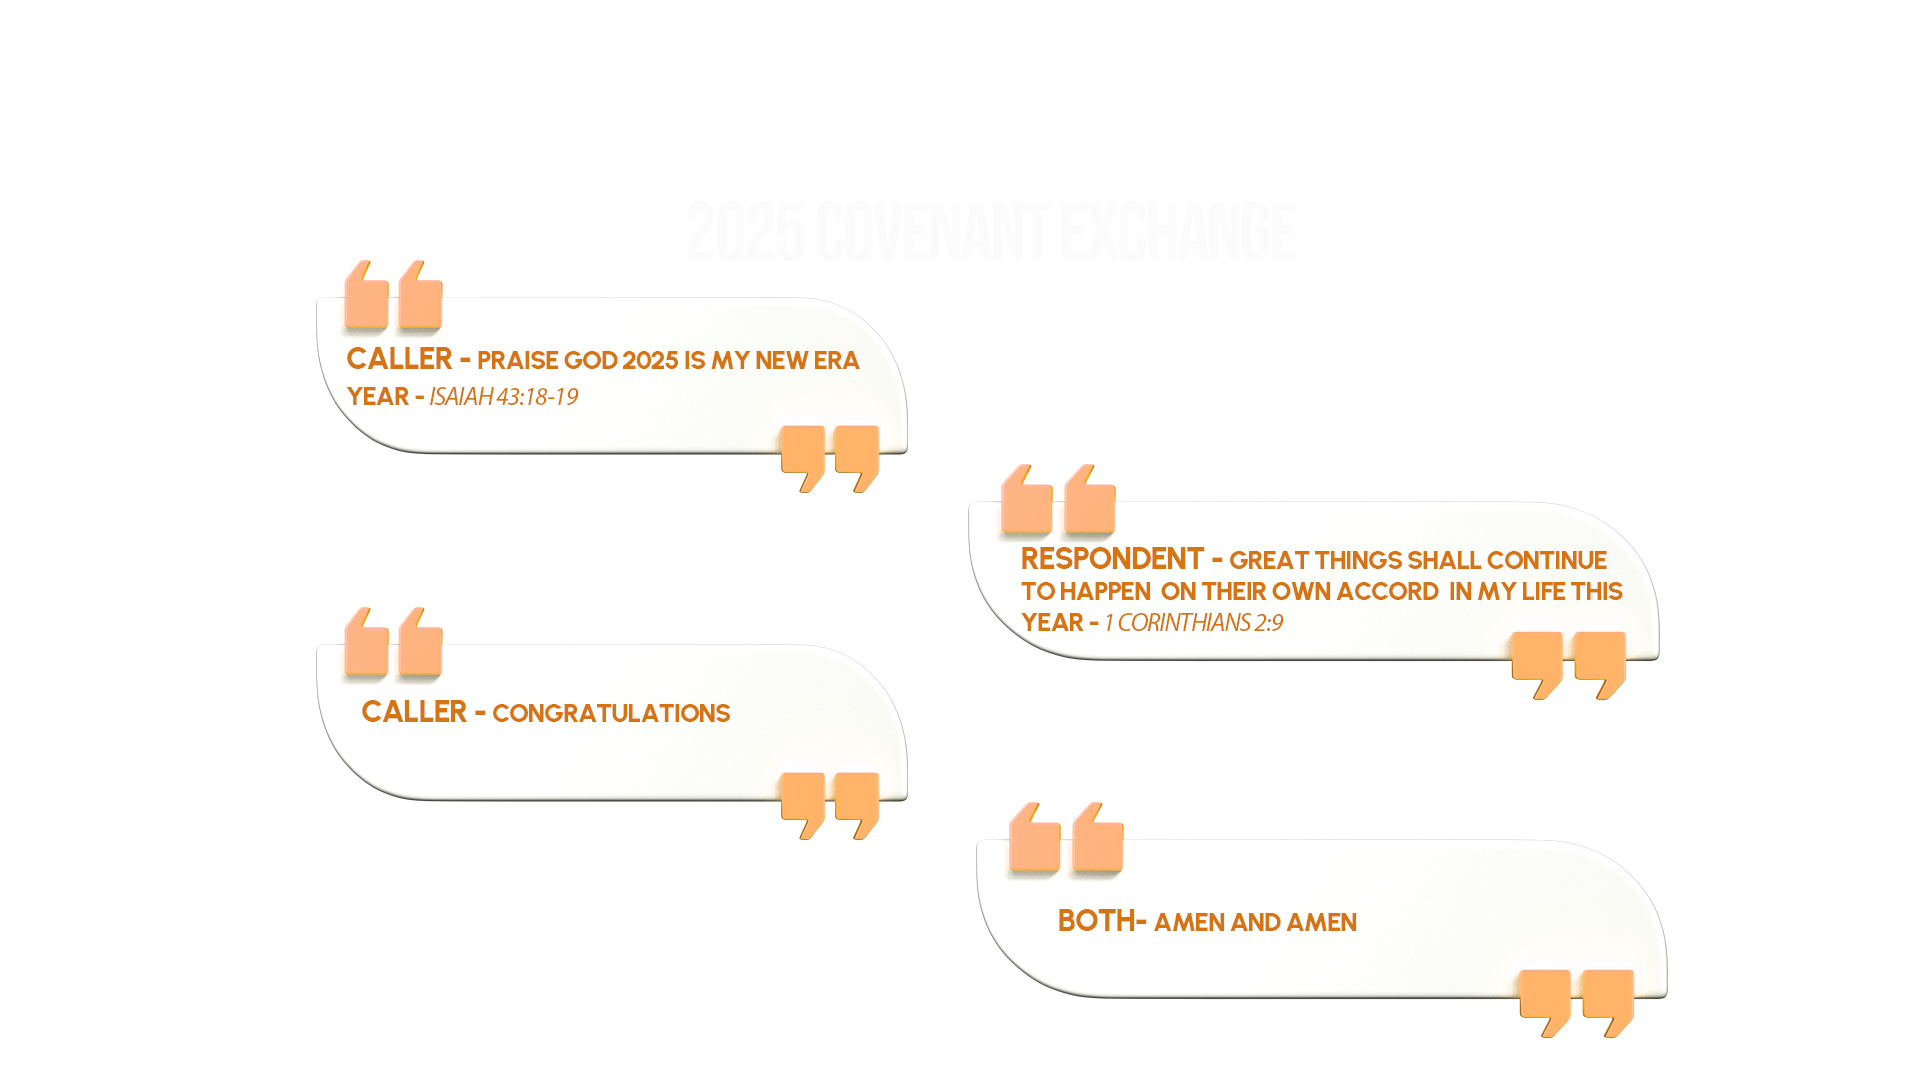 2025 COVENANT EXCHANGE
CALLER - PRAISE GOD 2025 IS MY NEW ERA
YEAR - ISAIAH 43:18-19
RESPONDENT - GREAT THINGS SHALL CONTINUE
TO HAPPEN ON THEIR OWN ACCORD IN MY LIFE THIS
YEAR - 1 CORINTHIANS 2:9
CALLER - CONGRATULATIONS
BOTH- AMEN AND AMEN